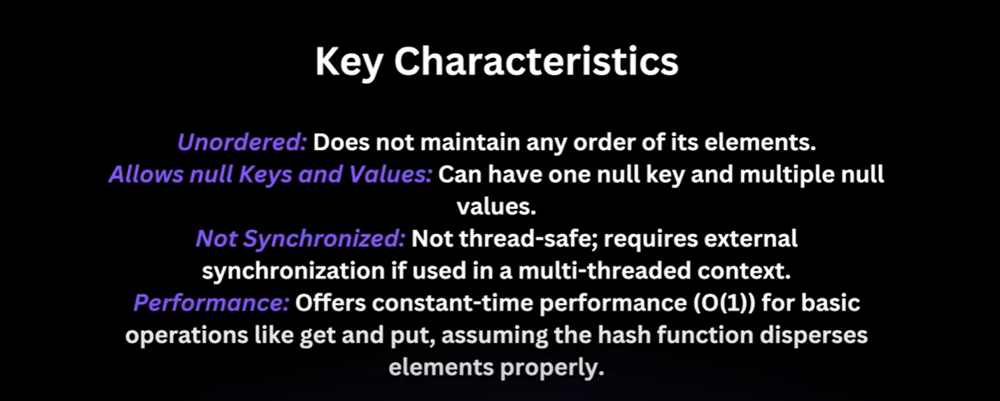 Key Characteristics
Unordered: Does not maintain any order of its elements.
Allows null Keys and Values: Can have one null key and multiple null
values.
Not Synchronized: Not thread-safe; requires external
synchronization if used in a multi-threaded context.
Performance: Offers constant-time performance (O(1)) for basic
operations like get and put, assuming the hash function disperses
elements properly.